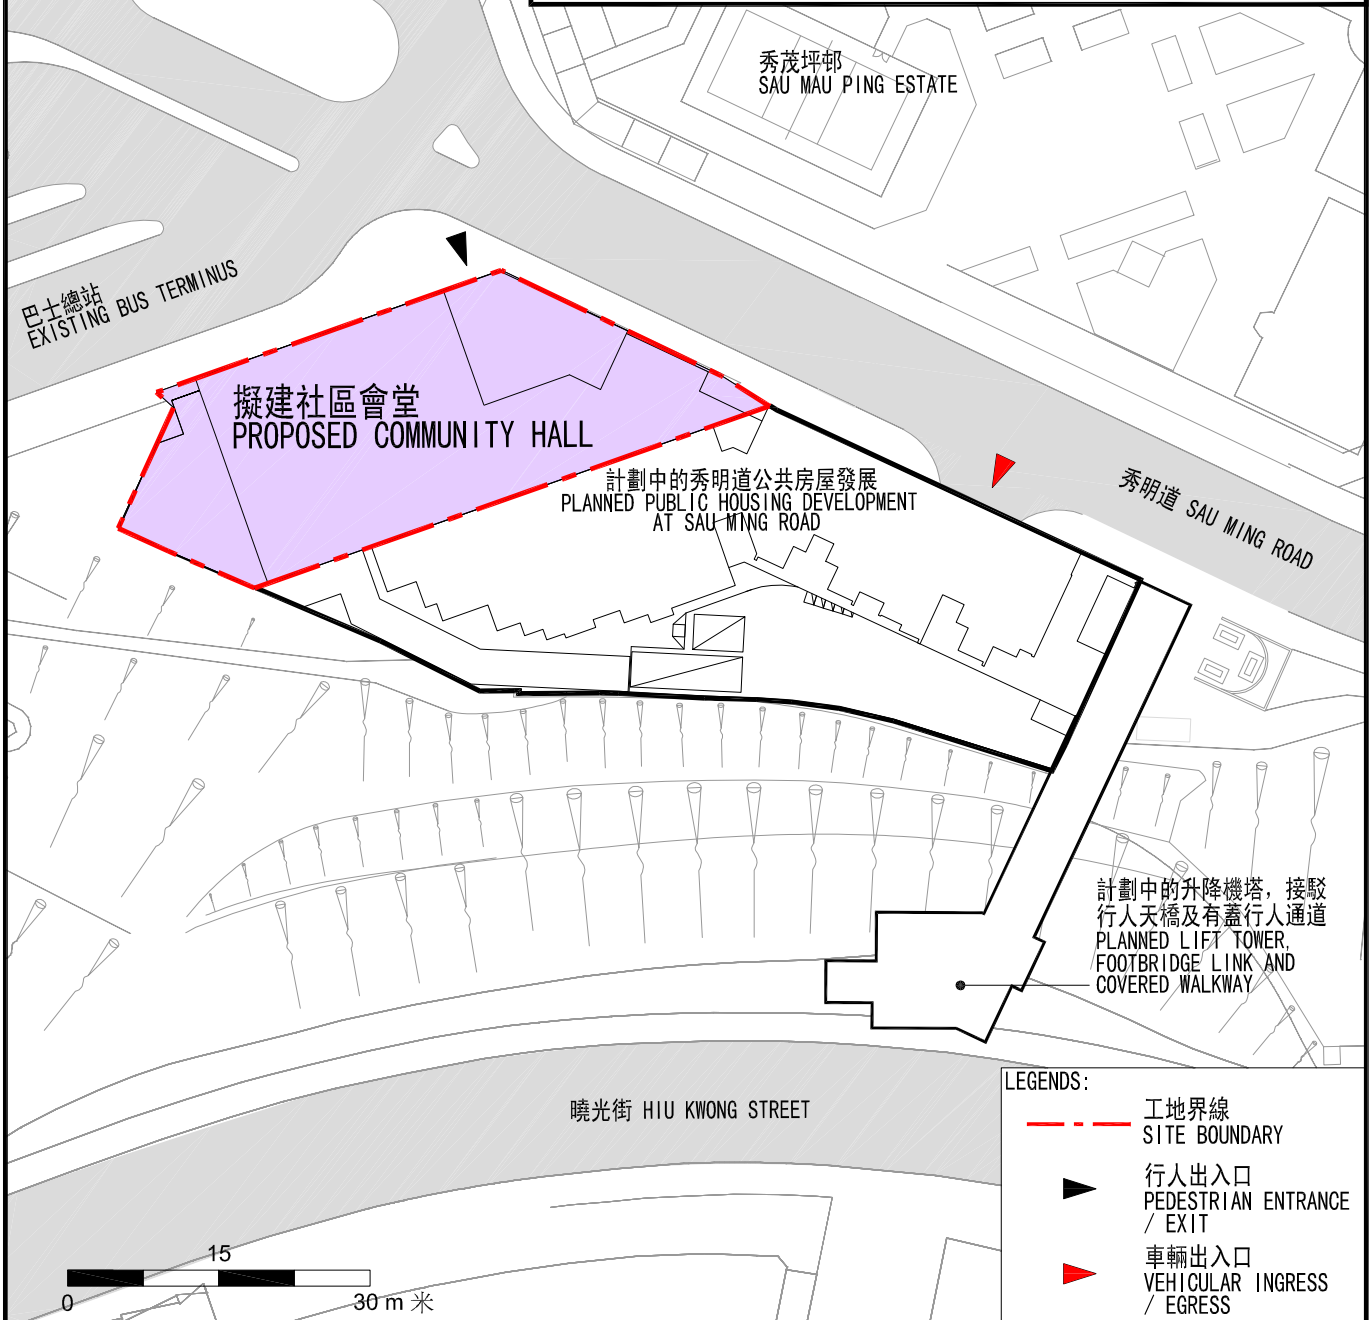 秀茂坪邨
SAU MAU PING ESTATE
巴士總站
EXISTING BUS TERMINUS
擬建社區會堂
PROPOSED COMMUNITY HALL
計劃中的秀明道公共房屋發展
PLANNED PUBLIC HOUSING DEVELOPMENT
AT SAU MING ROAD
秀明道 SAU MING ROAD
計劃中的升降機塔，接駁
行人天橋及有蓋行人通道
PLANNED LIFT TOWER,
FOOTBRIDGE LINK AND
COVERED WALKWAY
曉光街 HIU KWONG STREET
LEGENDS:
工地界線
SITE BOUNDARY
行人出入口
PEDESTRIAN ENTRANCE
/ EXIT
車輛出入口
VEHICULAR INGRESS
/ EGRESS
15
0
30 m 米